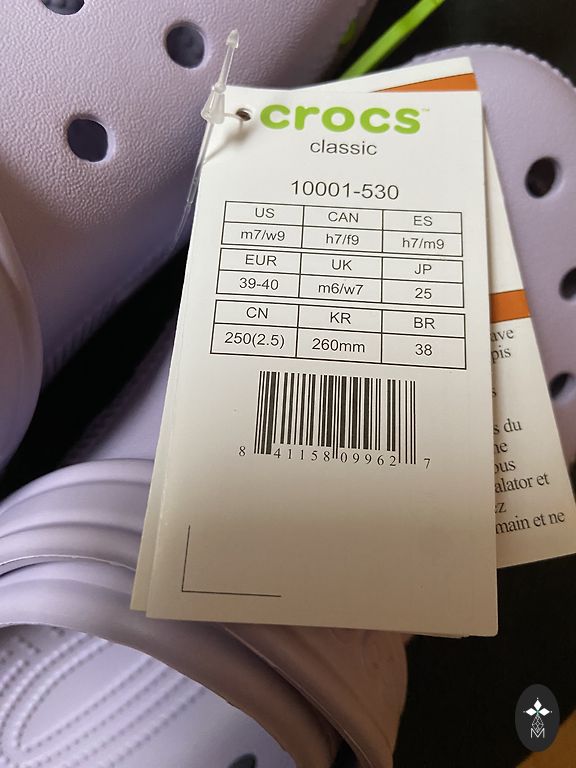 crocs™
classic
10001-530
US CAN ES
m7/w9 h7/f9 h7/m9
EUR UK JP
39-40 m6/w7 25
CN KR BR
250(2.5) 260mm 38
8 41158 09962 7
ave
pis
s
s du
ne
ous
alator et
ez
main et ne
M